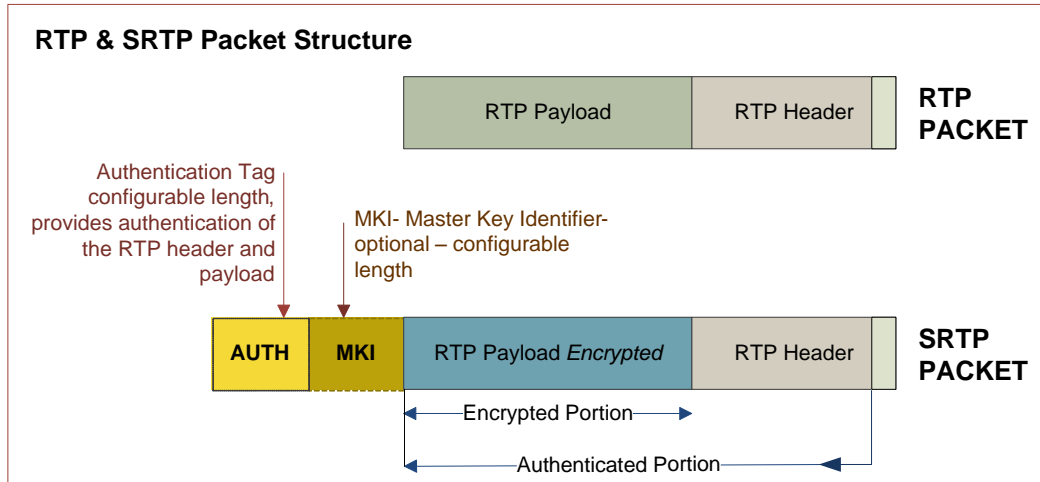 RTP & SRTP Packet Structure
RTP Payload
RTP Header
RTP
PACKET
Authentication Tag
configurable length,
provides authentication of
the RTP header and
payload
MKI- Master Key Identifier-
optional – configurable
length
AUTH
MKI
RTP Payload Encrypted
RTP Header
SRTP
PACKET
Encrypted Portion
Authenticated Portion